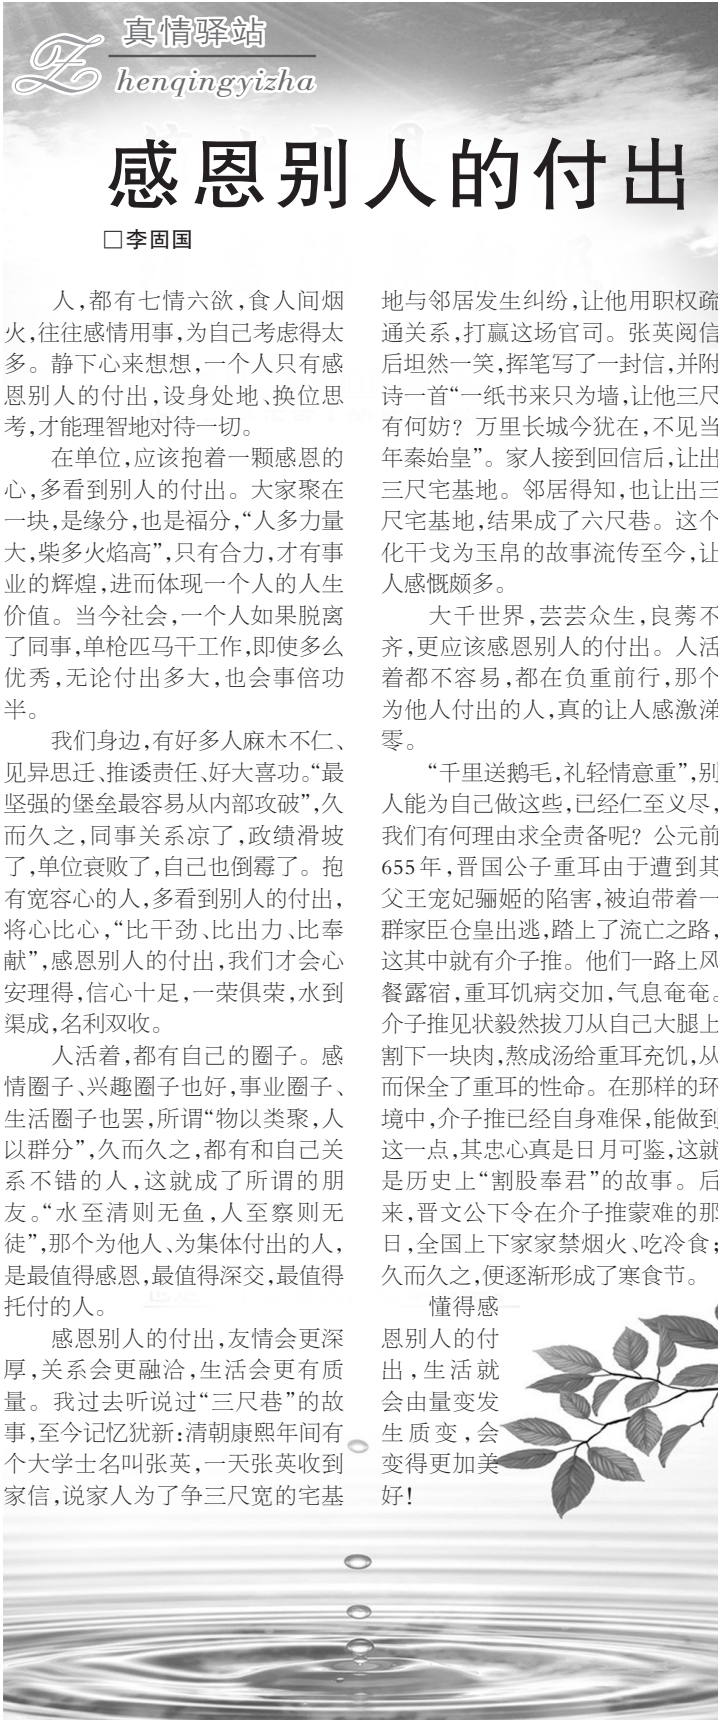 真情驿站
Zhenqingyizhan
感恩别人的付出
□李固国
人,都有七情六欲,食人间烟
火,往往感情用事,为自己考虑得太
多。静下心来想想,一个人只有感
恩别人的付出,设身处地、换位思
考,才能理智地对待一切。
在单位,应该抱着一颗感恩的
心,多看到别人的付出。大家聚在
一块,是缘分,也是福分,“人多力量
大,柴多火焰高”,只有合力,才有事
业的辉煌,进而体现一个人的人生
价值。当今社会,一个人如果脱离
了同事,单枪匹马干工作,即使多么
优秀,无论付出多大,也会事倍功
半。
我们身边,有好多人麻木不仁、
见异思迁、推诿责任、好大喜功。“最
坚强的堡垒最容易从内部攻破”,久
而久之,同事关系凉了,政绩滑坡
了,单位衰败了,自己也倒霉了。抱
有宽容心的人,多看到别人的付出,
将心比心,“比干劲、比出力、比奉
献”,感恩别人的付出,我们才会心
安理得,信心十足,一荣俱荣,水到
渠成,名利双收。
人活着,都有自己的圈子。感
情圈子、兴趣圈子也好,事业圈子、
生活圈子也罢,所谓“物以类聚,人
以群分”,久而久之,都有和自己关
系不错的人,这就成了所谓的朋
友。“水至清则无鱼,人至察则无
徒”,那个为他人、为集体付出的人,
是最值得感恩,最值得深交,最值得
托付的人。
感恩别人的付出,友情会更深
厚,关系会更融洽,生活会更有质
量。我过去听说过“三尺巷”的故
事,至今记忆犹新:清朝康熙年间有
个大学士名叫张英,一天张英收到
家信,说家人为了争三尺宽的宅基
地与邻居发生纠纷,让他用职权疏
通关系,打赢这场官司。张英阅信
后坦然一笑,挥笔写了一封信,并附
诗一首“一纸书来只为墙,让他三尺
有何妨？万里长城今犹在,不见当
年秦始皇”。家人接到回信后,让出
三尺宅基地。邻居得知,也让出三
尺宅基地,结果成了六尺巷。这个
化干戈为玉帛的故事流传至今,让
人感慨颇多。
大千世界,芸芸众生,良莠不
齐,更应该感恩别人的付出。人活
着都不容易,都在负重前行,那个
为他人付出的人,真的让人感激涕
零。
“千里送鹅毛,礼轻情意重”,别
人能为自己做这些,已经仁至义尽,
我们有何理由求全责备呢？公元前
655年,晋国公子重耳由于遭到其
父王宠妃骊姬的陷害,被迫带着一
群家臣仓皇出逃,踏上了流亡之路,
这其中就有介子推。他们一路上风
餐露宿,重耳饥病交加,气息奄奄。
介子推见状毅然拔刀从自己大腿上
割下一块肉,熬成汤给重耳充饥,从
而保全了重耳的性命。在那样的环
境中,介子推已经自身难保,能做到
这一点,其忠心真是日月可鉴,这就
是历史上“割股奉君”的故事。后
来,晋文公下令在介子推蒙难的那
日,全国上下家家禁烟火、吃冷食;
久而久之,便逐渐形成了寒食节。
懂得感
恩别人的付
出,生活就
会由量变发
生质变,会
变得更加美
好!